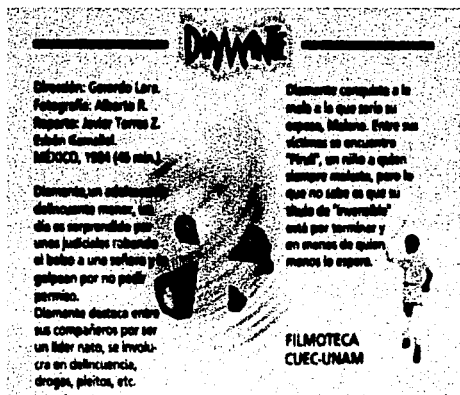 DIAMANTE
Dirección: Gerardo Lara.
Fotografía: Alberto R.
Reparto: Javier Torres Z.
MÉXICO, 1984 (45 min.)
Diamante, un adolescente
delincuente menor, un
día es sorprendido por
unos judiciales robando
el bolso a una señora y lo
golpean por no pedir
permiso.
Diamante destaca entre
sus compañeros por ser
un líder nato, se involu-
cra en delincuencia,
drogas, pleitos, etc.
Diamante conquista a la
mala a la que sería su
esposa, Malena. Entre sus
víctimas se encuentra
"Piruli", un niño a quien
siempre molesta, pero lo
que no sabe es que su
título de "invencible"
está por terminar y
en manos de quien
menos lo espera.
FILMOTECA
CUEC-UNAM